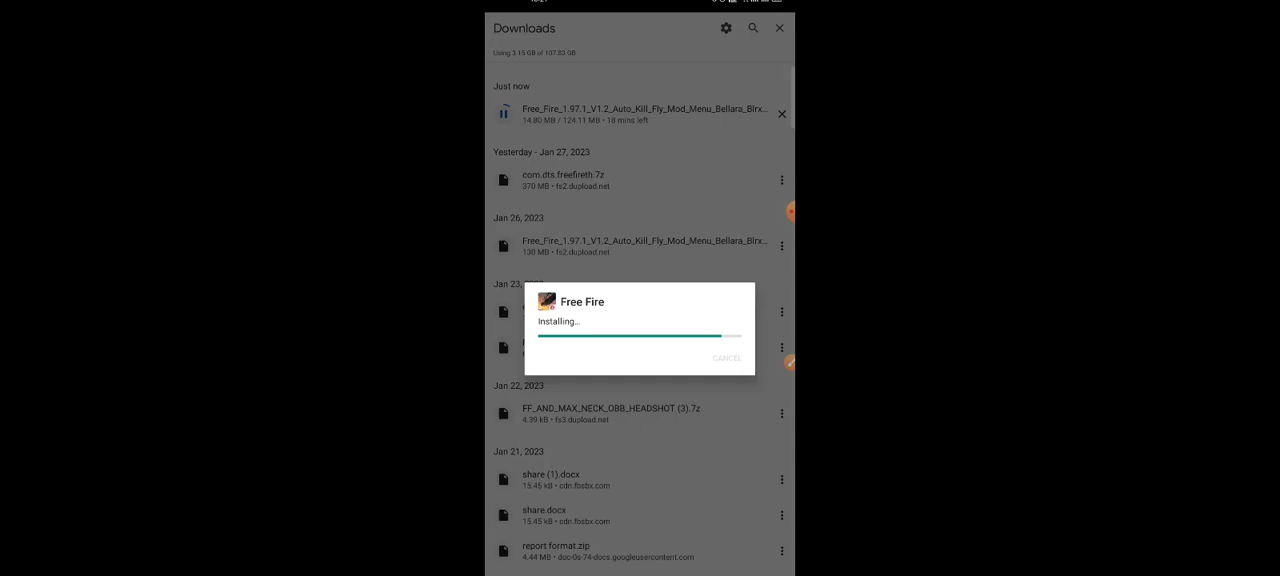 Downloads
Using 3.15 GB of 107.83 GB
Just now
Free_Fire_1.97.1_V1.2_Auto_Kill_Fly_Mod_Menu_Bellara_Blrx...
14.80 MB / 124.11 MB • 18 mins left
Yesterday - Jan 27, 2023
com.dts.freefireth.7z
370 MB • fs2.dupload.net
Jan 26, 2023
Free_Fire_1.97.1_V1.2_Auto_Kill_Fly_Mod_Menu_Bellara_Blrx...
130 MB • fs2.dupload.net
Jan 23,
Free Fire
Installing...
CANCEL
Jan 22, 2023
FF_AND_MAX_NECK_OBB_HEADSHOT (3).7z
4.39 kB • fs3.dupload.net
Jan 21, 2023
share (1).docx
15.45 kB • cdn.fbsbx.com
share.docx
15.45 kB • cdn.fbsbx.com
report format.zip
4.44 MB • doc-0s-74-docs.googleusercontent.com